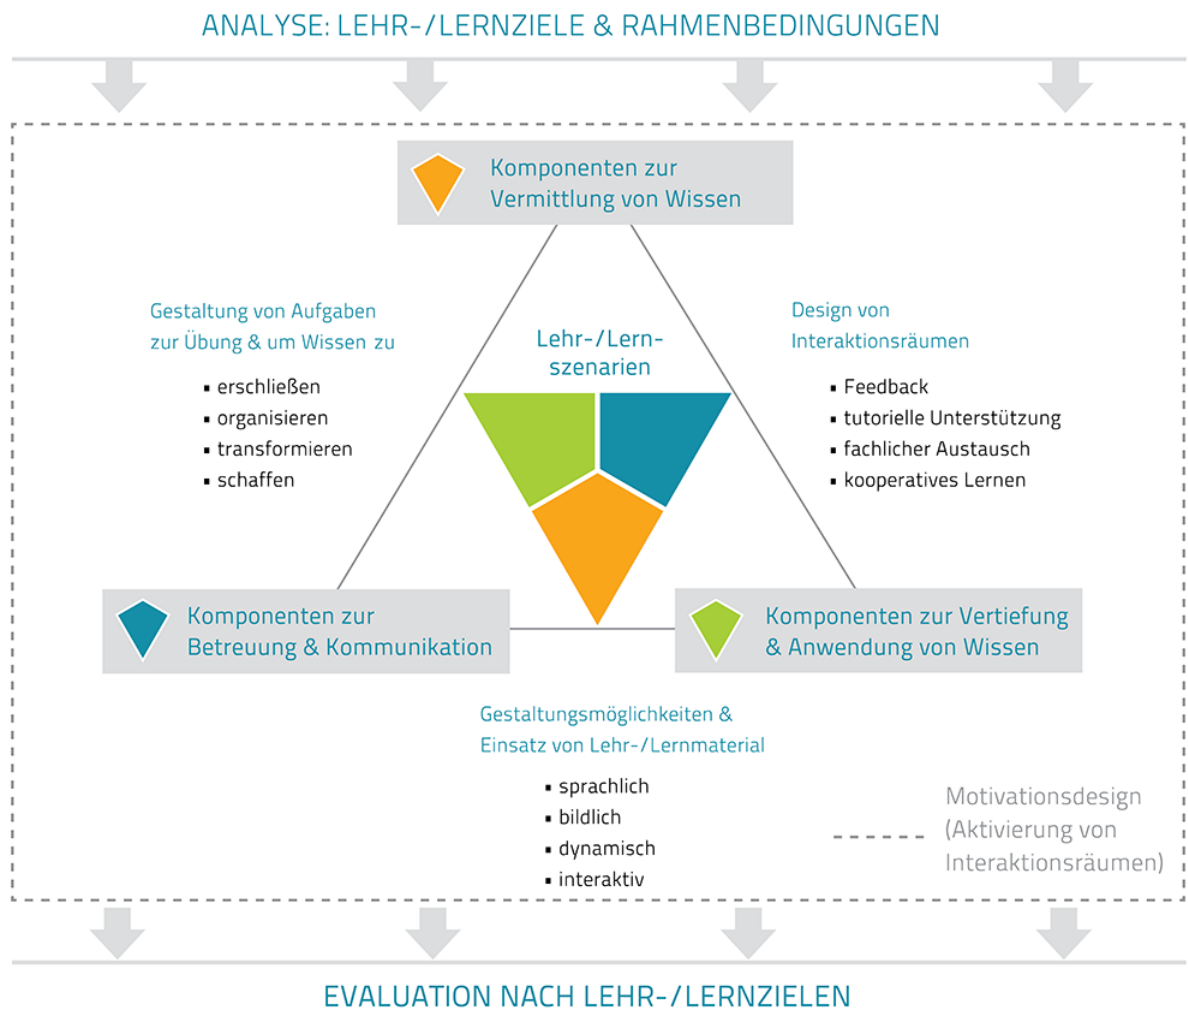 ANALYSE: LEHR-/LERNZIELE & RAHMENBEDINGUNGEN
Komponenten zur
Vermittlung von Wissen
Gestaltung von Aufgaben
zur Übung & um Wissen zu
▪ erschließen
▪ organisieren
▪ transformieren
▪ schaffen
Lehr-/Lern-
szenarien
Design von
Interaktionsräumen
▪ Feedback
▪ tutorielle Unterstützung
▪ fachlicher Austausch
▪ kooperatives Lernen
Komponenten zur
Betreuung & Kommunikation
Komponenten zur Vertiefung
& Anwendung von Wissen
Gestaltungsmöglichkeiten &
Einsatz von Lehr-/Lernmaterial
▪ sprachlich
▪ bildlich
▪ dynamisch
▪ interaktiv
Motivationsdesign
(Aktivierung von
Interaktionsräumen)
EVALUATION NACH LEHR-/LERNZIELEN